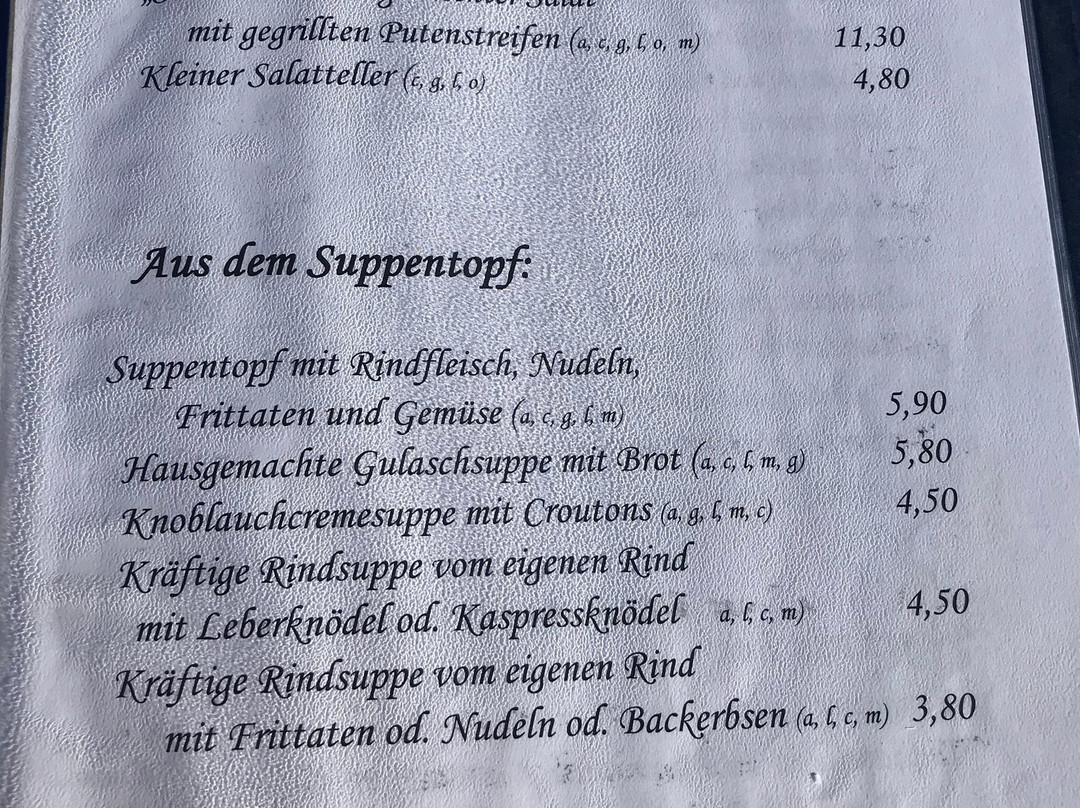 mit gegrillten Putenstreifen (a, c, g, l, o, m) 11,30
Kleiner Salatteller (c, g, l, o) 4,80
Aus dem Suppentopf:
Suppentopf mit Rindfleisch, Nudeln,
Frittaten und Gemüse (a, c, g, l, m) 5,90
Hausgemachte Gulaschsuppe mit Brot (a, c, l, m, g) 5,80
Knoblauchcremesuppe mit Croutons (a, g, l, m, c) 4,50
Kräftige Rindsuppe vom eigenen Rind
mit Leberknödel od. Kaspressknödel a, l, c, m) 4,50
Kräftige Rindsuppe vom eigenen Rind
mit Frittaten od. Nudeln od. Backerbsen (a, l, c, m) 3,80